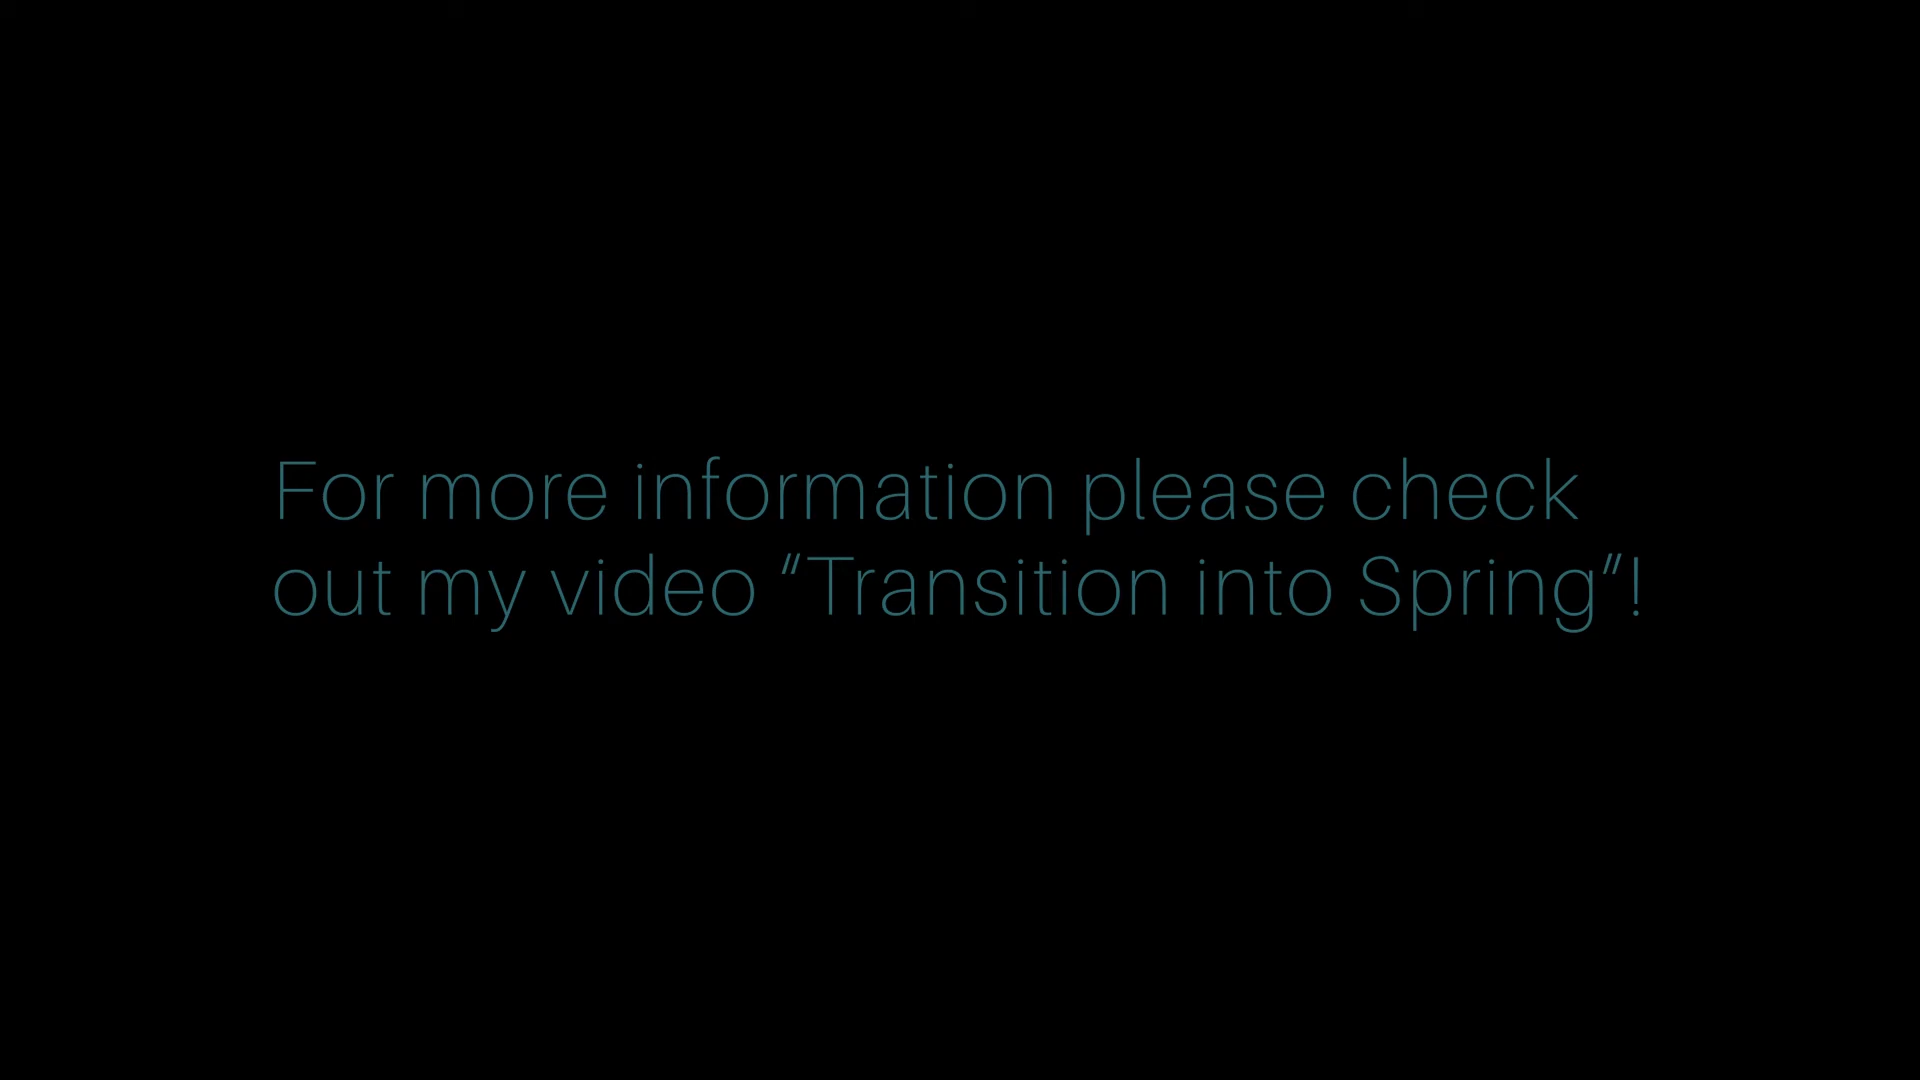 For more information please check
out my video “Transition into Spring”!